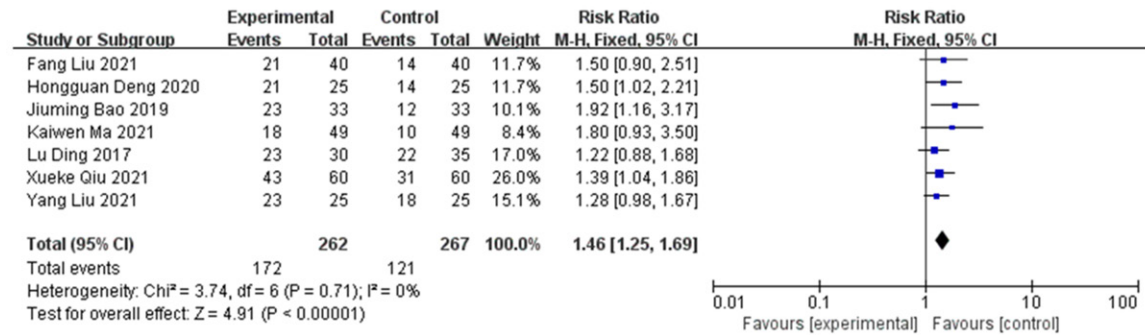 Experimental Control Risk Ratio Risk Ratio
Study or Subgroup Events Total Events Total Weight M-H, Fixed, 95% CI M-H, Fixed, 95% CI
Fang Liu 2021 21 40 14 40 11.7% 1.50 [0.90, 2.51]
Hongguan Deng 2020 21 25 14 25 11.7% 1.50 [1.02, 2.21]
Jiuming Bao 2019 23 33 12 33 10.1% 1.92 [1.16, 3.17]
Kaiwen Ma 2021 18 49 10 49 8.4% 1.80 [0.93, 3.50]
Lu Ding 2017 23 30 22 35 17.0% 1.22 [0.88, 1.68]
Xueke Qiu 2021 43 60 31 60 26.0% 1.39 [1.04, 1.86]
Yang Liu 2021 23 25 18 25 15.1% 1.28 [0.98, 1.67]
Total (95% CI) 262 267 100.0% 1.46 [1.25, 1.69]
Total events 172 121
Heterogeneity: Chi² = 3.74, df = 6 (P = 0.71); I² = 0%
Test for overall effect: Z = 4.91 (P < 0.00001)
0.01 0.1 1 10 100
Favours [experimental] Favours [control]